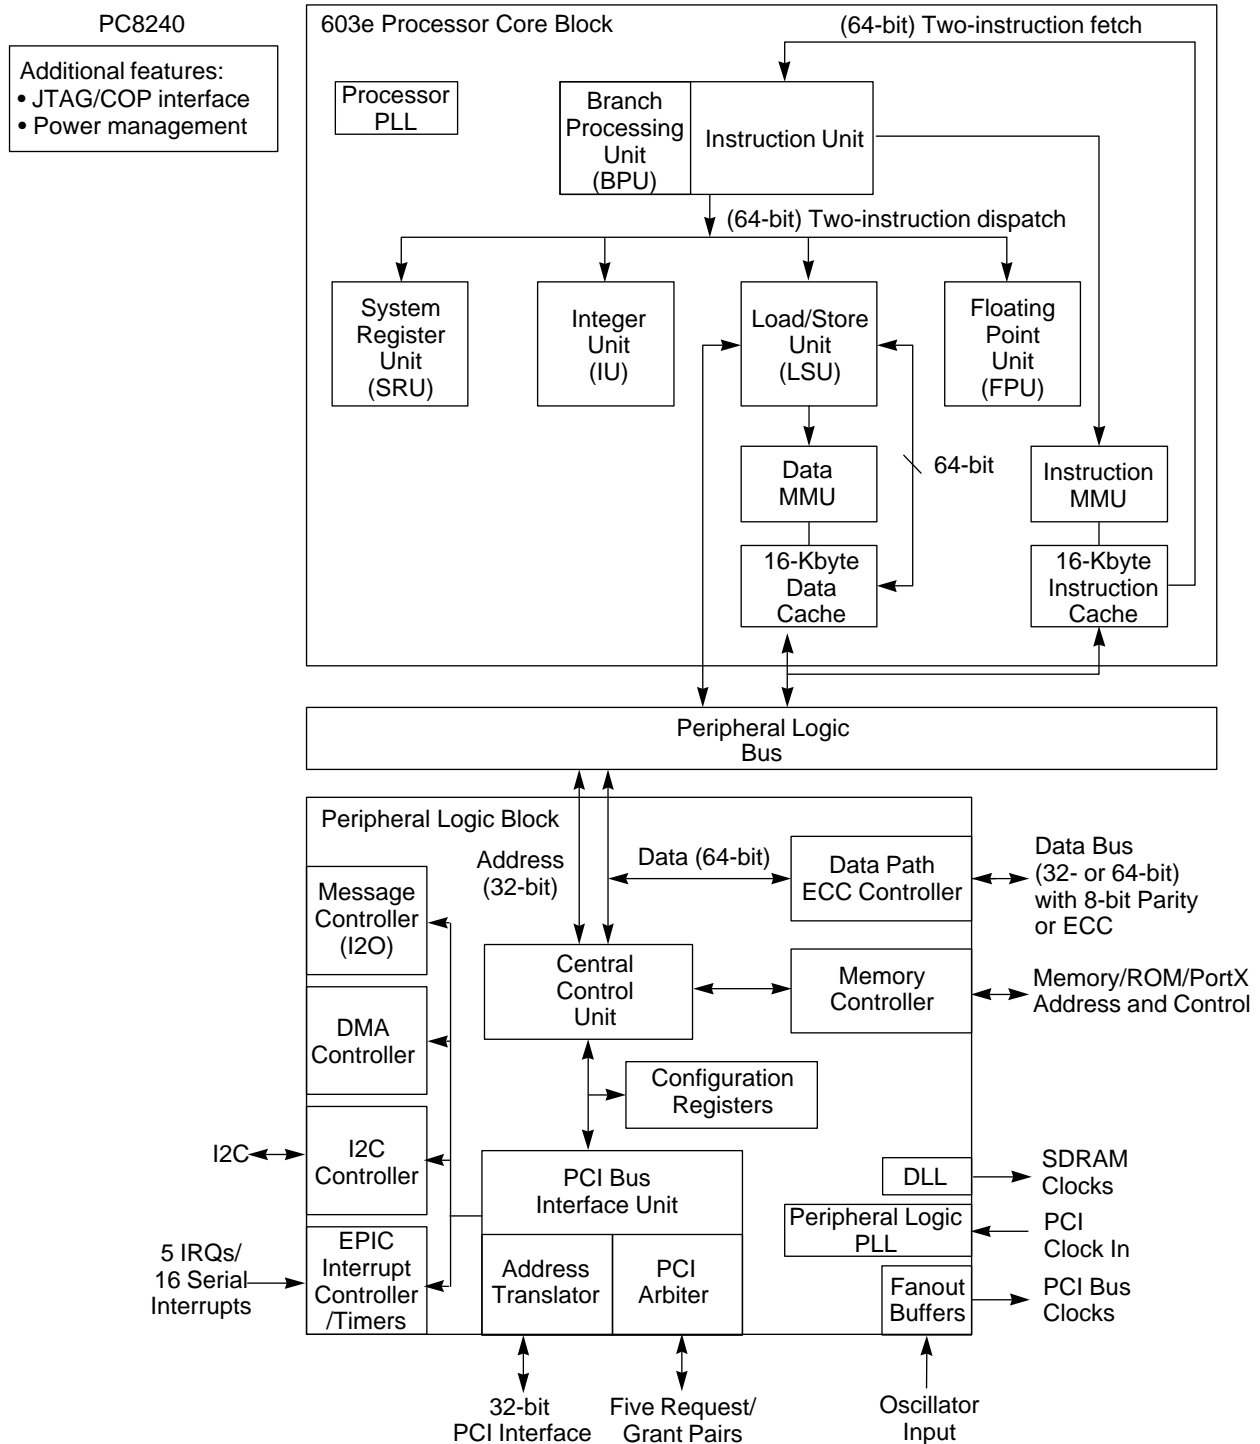 PC8240
Additional features:
• JTAG/COP interface
• Power management
603e Processor Core Block
(64-bit) Two-instruction fetch
Processor
PLL
Branch
Processing
Unit
(BPU)
Instruction Unit
(64-bit) Two-instruction dispatch
System
Register
Unit
(SRU)
Integer
Unit
(IU)
Load/Store
Unit
(LSU)
Floating
Point
Unit
(FPU)
Data
MMU
64-bit
Instruction
MMU
16-Kbyte
Data
Cache
16-Kbyte
Instruction
Cache
Peripheral Logic
Bus
Peripheral Logic Block
Address
(32-bit)
Data (64-bit)
Data Path
ECC Controller
Data Bus
(32- or 64-bit)
with 8-bit Parity
or ECC
Message
Controller
(I2O)
Central
Control
Unit
Memory
Controller
Memory/ROM/PortX
Address and Control
DMA
Controller
Configuration
Registers
I2C
I2C
Controller
PCI Bus
Interface Unit
DLL
SDRAM
Clocks
Peripheral Logic
PLL
PCI
Clock In
5 IRQs/
16 Serial
Interrupts
EPIC
Interrupt
Controller
/Timers
Address
Translator
PCI
Arbiter
Fanout
Buffers
PCI Bus
Clocks
32-bit
PCI Interface
Five Request/
Grant Pairs
Oscillator
Input